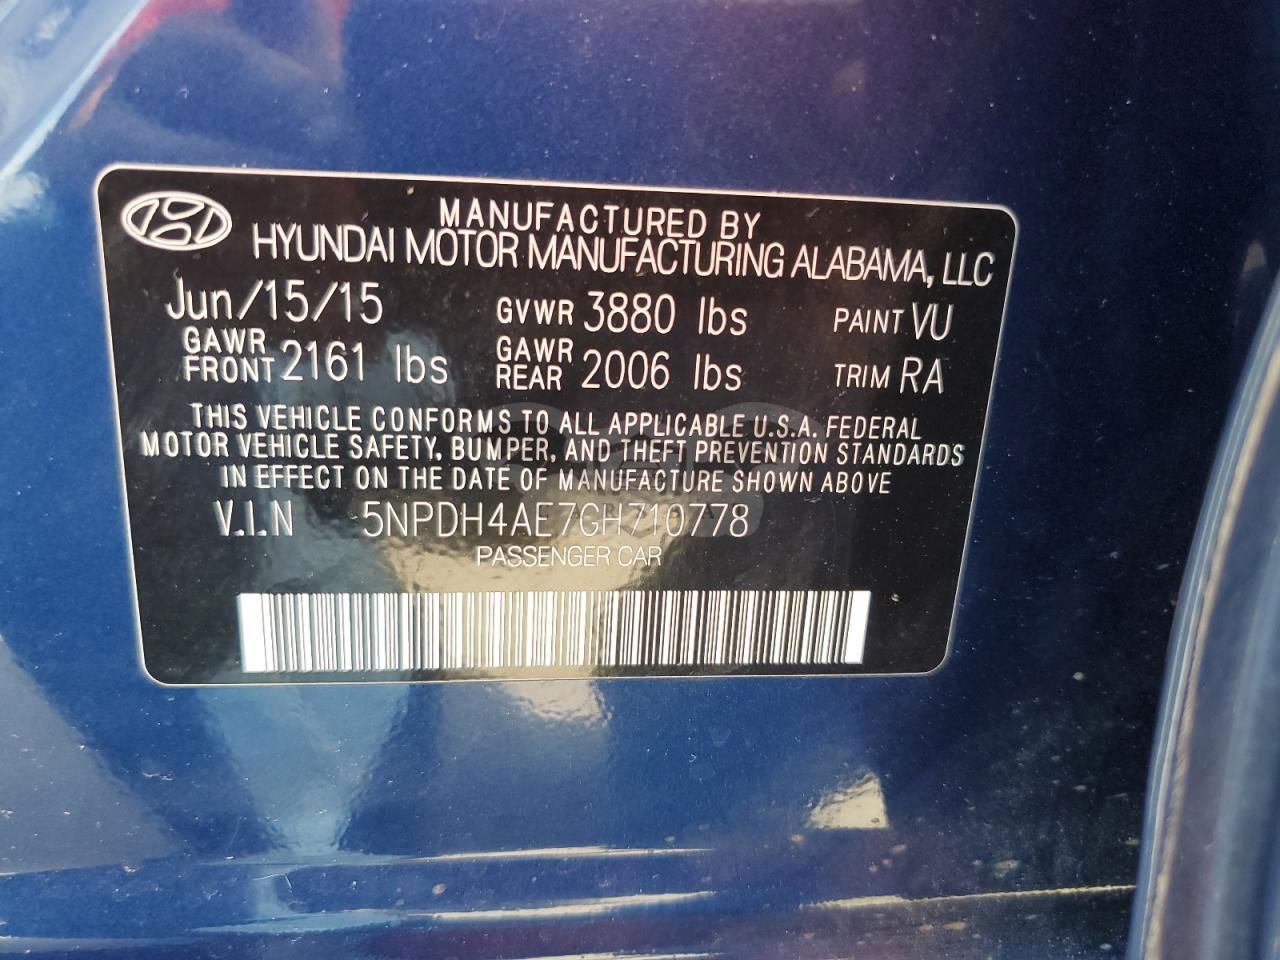 MANUFACTURED BY
HYUNDAI MOTOR MANUFACTURING ALABAMA, LLC
Jun/15/15 GVWR 3880 lbs PAINT VU
GAWR FRONT 2161 lbs GAWR REAR 2006 lbs TRIM RA
THIS VEHICLE CONFORMS TO ALL APPLICABLE U.S.A. FEDERAL
MOTOR VEHICLE SAFETY, BUMPER, AND THEFT PREVENTION STANDARDS
IN EFFECT ON THE DATE OF MANUFACTURE SHOWN ABOVE
V.I.N 5NPDH4AE7GH710778
PASSENGER CAR